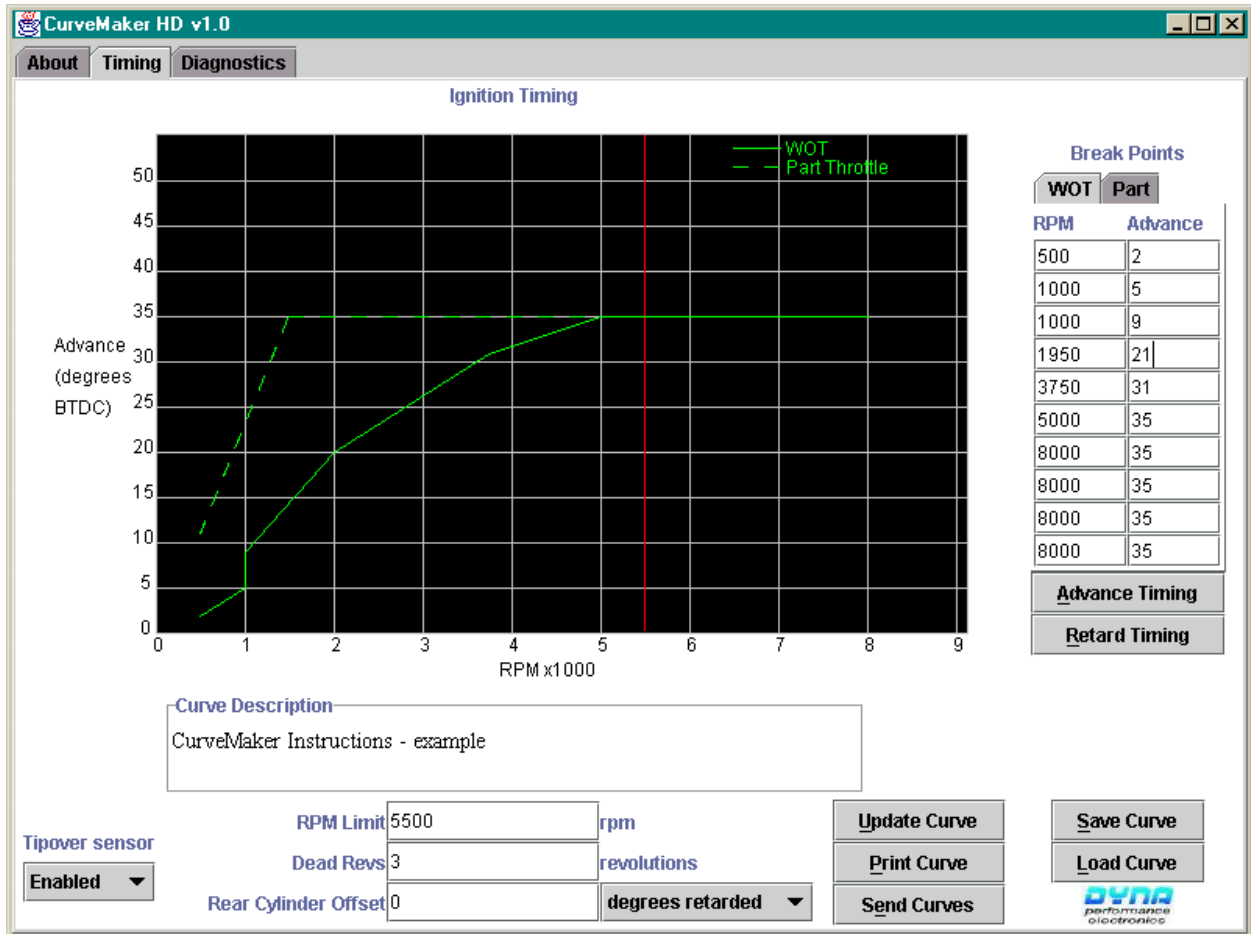 CurveMaker HD v1.0
About Timing Diagnostics
Ignition Timing
WOT
Part Throttle
50
45
40
35
30
25
20
15
10
5
0
Advance
(degrees
BTDC)
0 1 2 3 4 5 6 7 8 9
RPM x1000
Break Points
WOT Part
RPM Advance
500 2
1000 5
1000 9
1950 21
3750 31
5000 35
8000 35
8000 35
8000 35
8000 35
Advance Timing
Retard Timing
Curve Description
CurveMaker Instructions - example
Tipover sensor
Enabled
RPM Limit 5500 rpm
Dead Revs 3 revolutions
Rear Cylinder Offset 0 degrees retarded
Update Curve
Print Curve
Send Curves
Save Curve
Load Curve
DYNA
performance
electronics